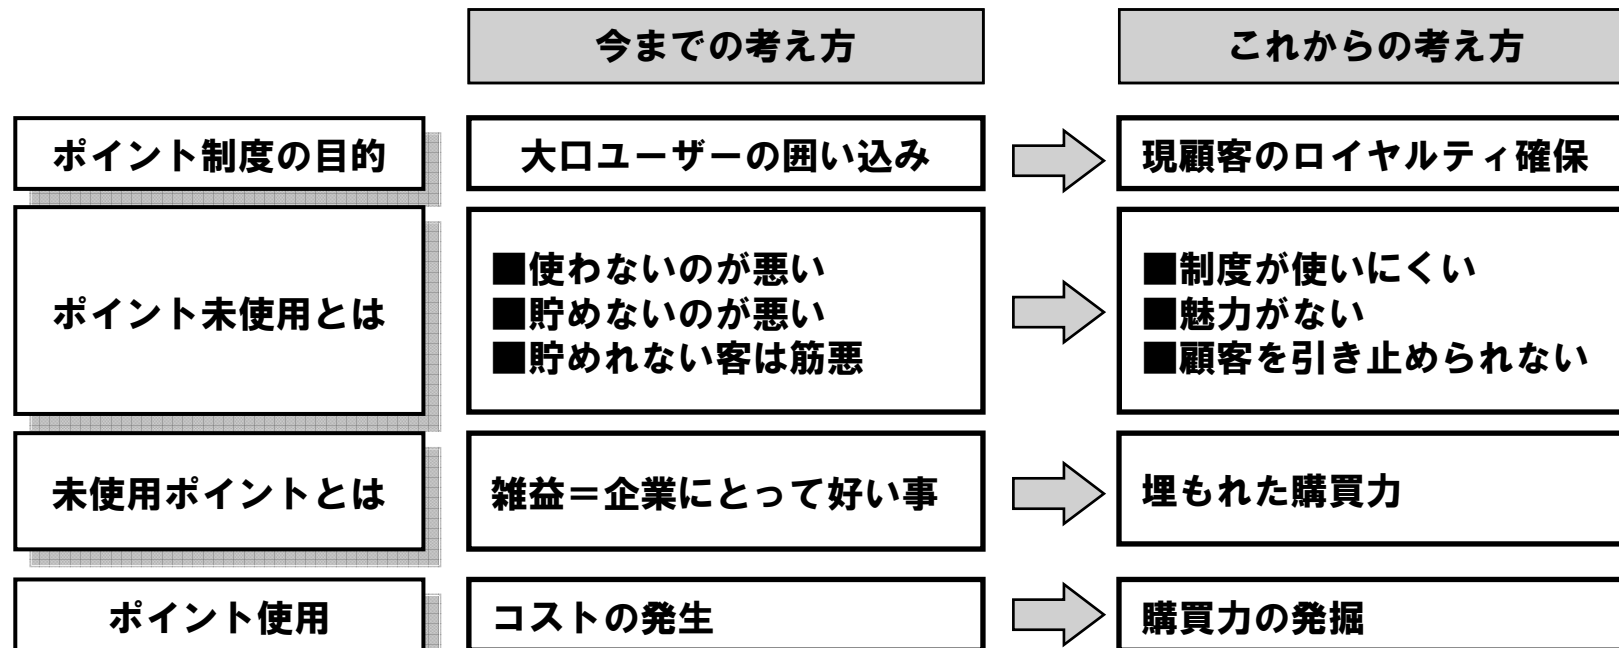 今までの考え方
これからの考え方
ポイント制度の目的
大口ユーザーの囲い込み
現顧客のロイヤルティ確保
ポイント未使用とは
■使わないのが悪い
■貯めないのが悪い
■貯めれない客は筋悪
■制度が使いにくい
■魅力がない
■顧客を引き止められない
未使用ポイントとは
雑益＝企業にとって好い事
埋もれた購買力
ポイント使用
コストの発生
購買力の発掘